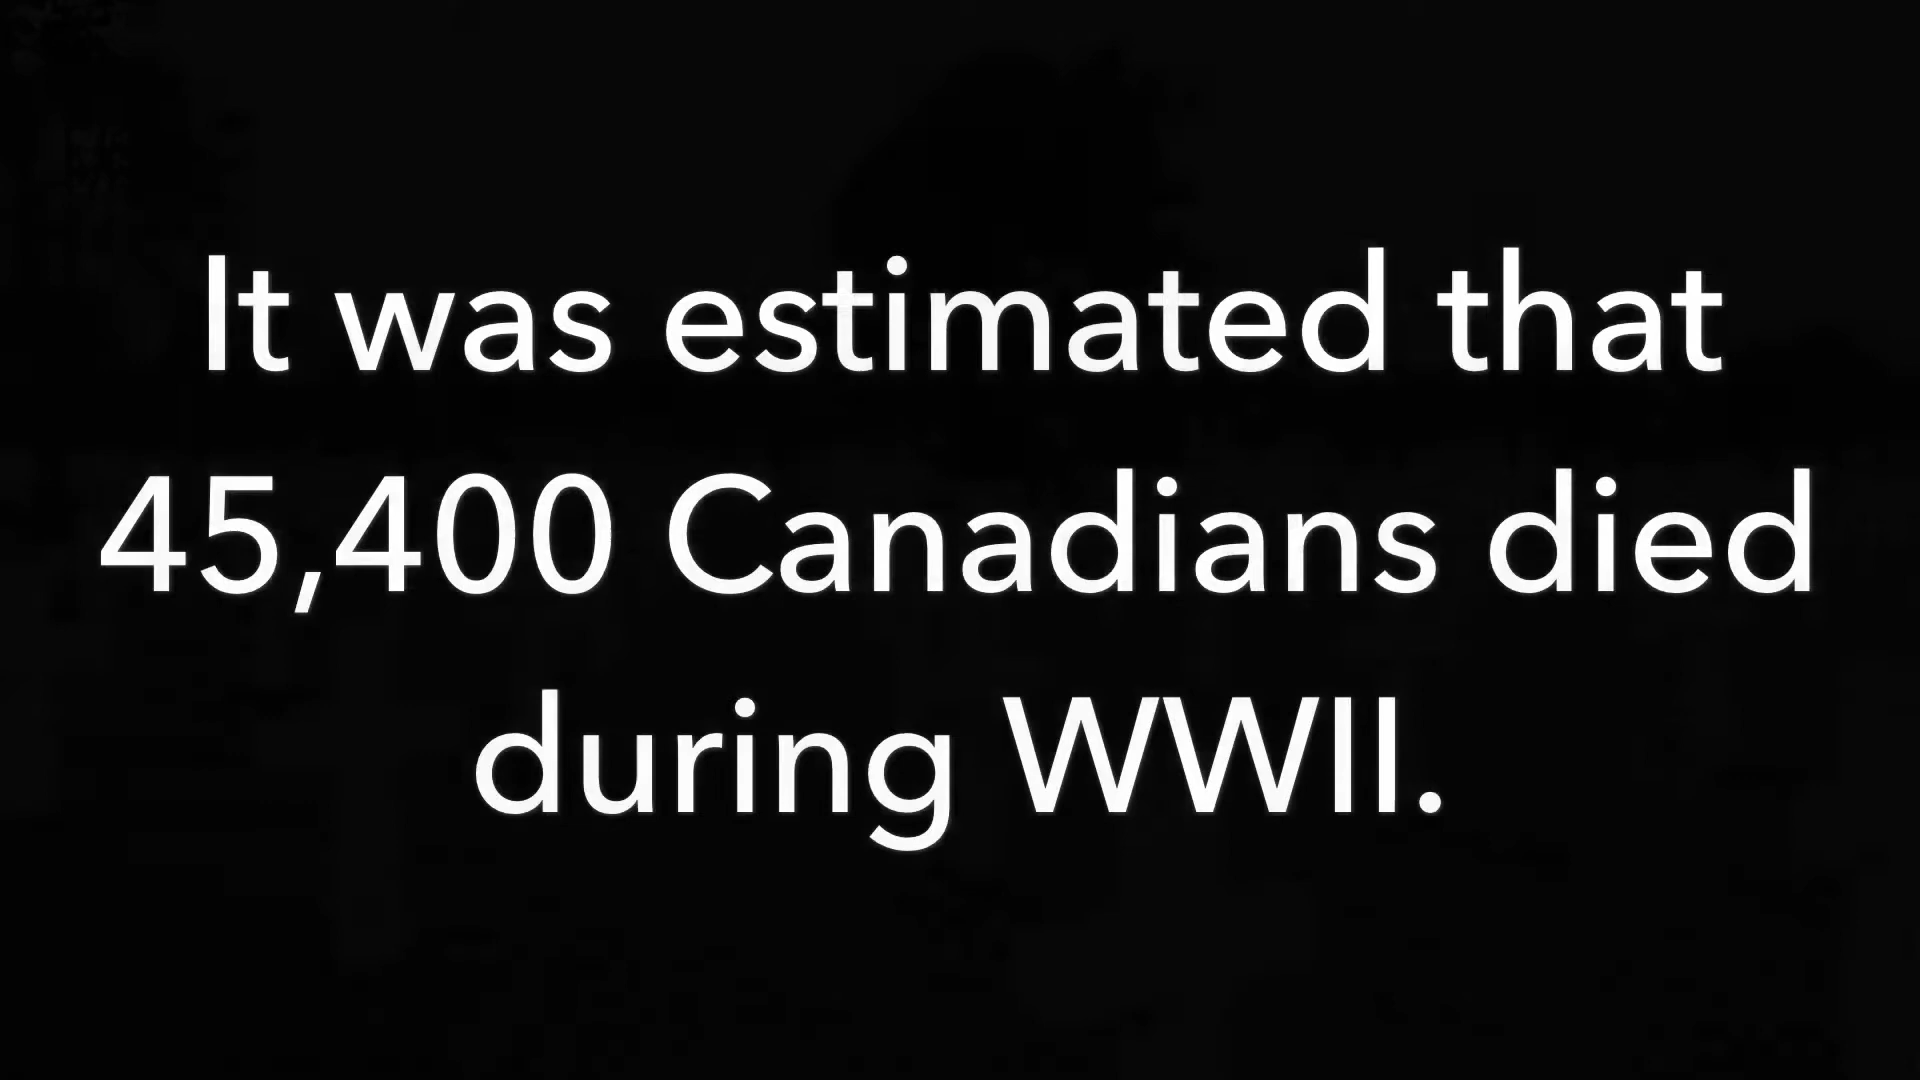 It was estimated that
45,400 Canadians died
during WWII.